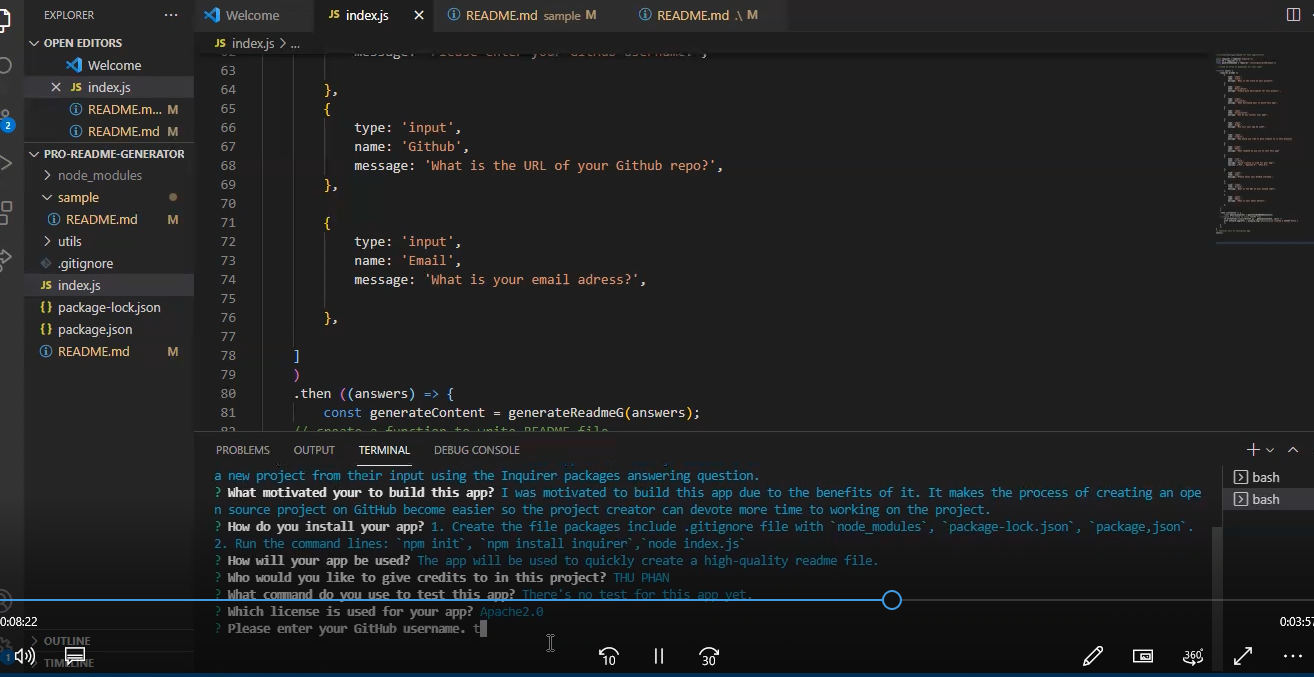 EXPLORER
Welcome
JS index.js
README.md sample M
README.md .\ M
OPEN EDITORS
JS index.js > ...
Welcome
JS index.js
README.m... M
README.md M
PRO-README-GENERATOR
node_modules
sample
README.md M
utils
.gitignore
JS index.js
{} package-lock.json
{} package.json
README.md M
OUTLINE
TIMELINE
2
1
62 message: 'Please enter your GitHub username.',
63
64 },
65 {
66 type: 'input',
67 name: 'Github',
68 message: 'What is the URL of your Github repo?',
69 },
70
71 {
72 type: 'input',
73 name: 'Email',
74 message: 'What is your email adress?',
75
76 },
77
78 ]
79 )
80 .then ((answers) => {
81 const generateContent = generateReadmeG(answers);
82 // create a function to write README file
PROBLEMS OUTPUT TERMINAL DEBUG CONSOLE
a new project from their input using the Inquirer packages answering question.
? What motivated your to build this app? I was motivated to build this app due to the benefits of it. It makes the process of creating an ope
n source project on GitHub become easier so the project creator can devote more time to working on the project.
? How do you install your app? 1. Create the file packages include .gitignore file with `node_modules`, `package-lock.json`, `package,json`.
2. Run the command lines: `npm init`, `npm install inquirer`,`node index.js`
? How will your app be used? The app will be used to quickly create a high-quality readme file.
? Who would you like to give credits to in this project? THU PHAN
? What command do you use to test this app? There's no test for this app yet.
? Which license is used for your app? Apache2.0
? Please enter your GitHub username. t
bash
bash
0:08:22
0:03:57
10
30
360°